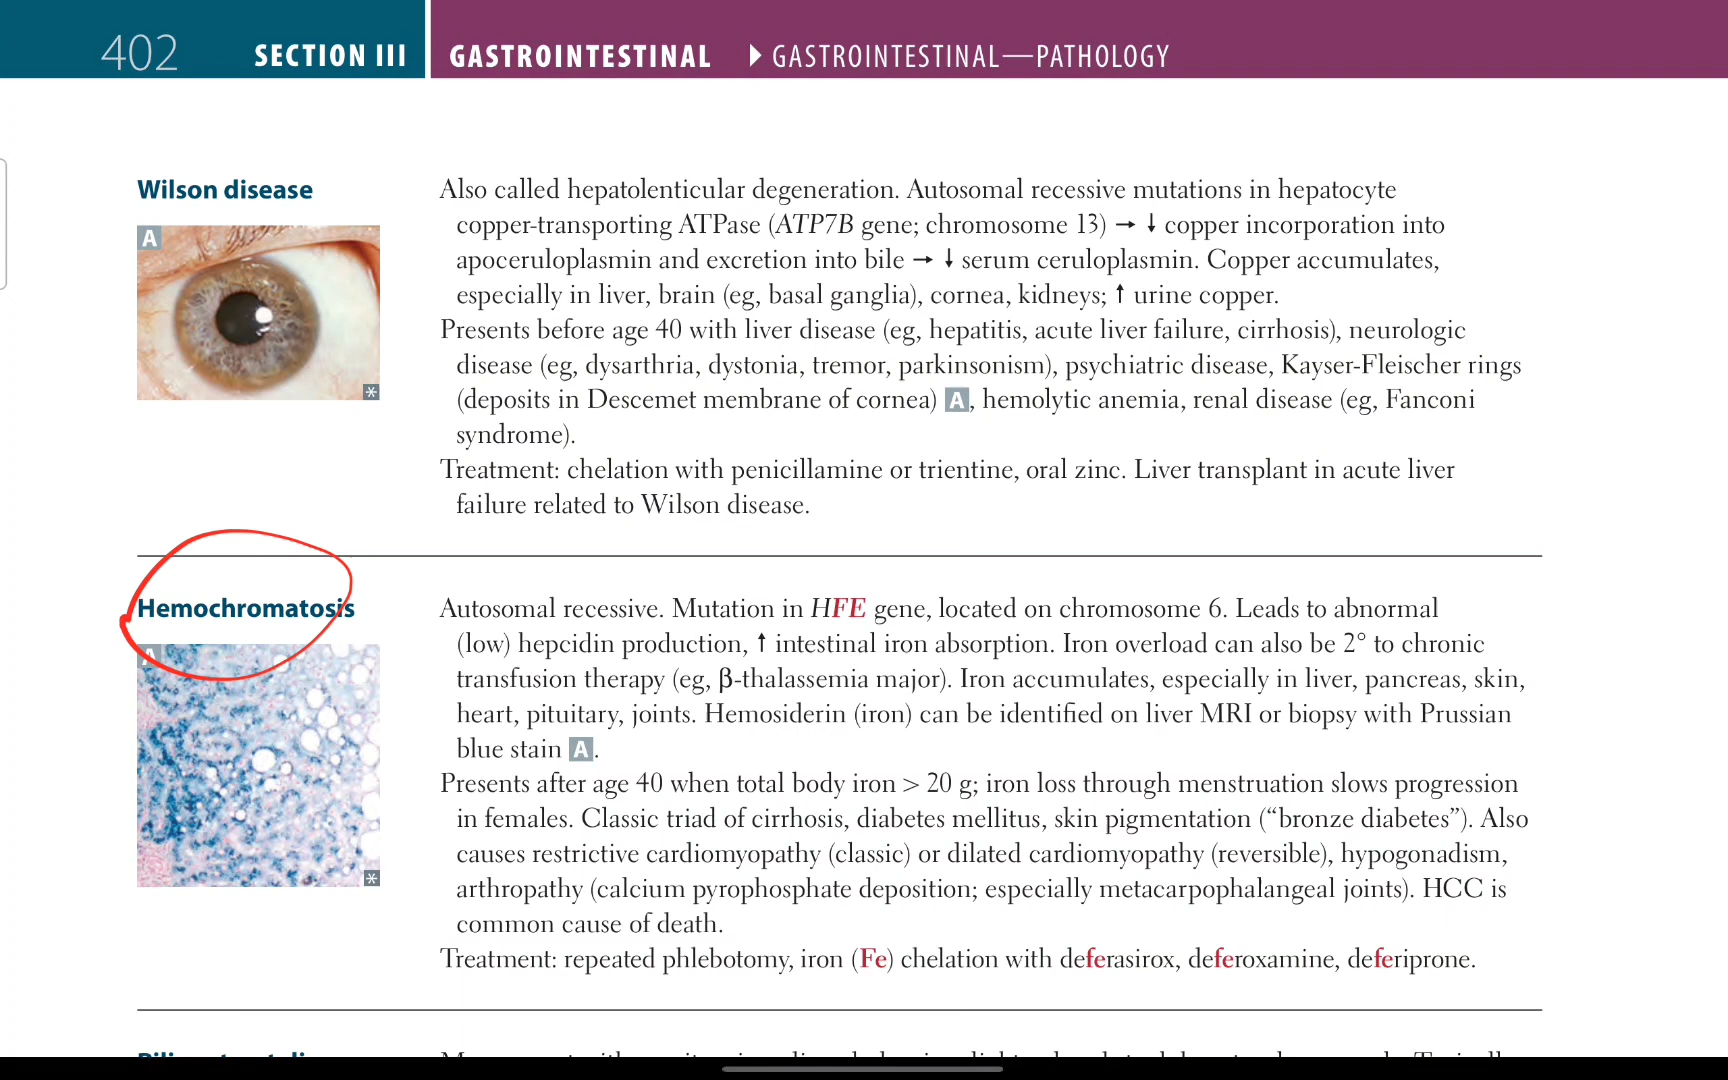 402 SECTION III GASTROINTESTINAL ▶ GASTROINTESTINAL—PATHOLOGY
Wilson disease
A
Also called hepatolenticular degeneration. Autosomal recessive mutations in hepatocyte
copper-transporting ATPase (ATP7B gene; chromosome 13) → ↓ copper incorporation into
apoceruloplasmin and excretion into bile → ↓ serum ceruloplasmin. Copper accumulates,
especially in liver, brain (eg, basal ganglia), cornea, kidneys; ↑ urine copper.
Presents before age 40 with liver disease (eg, hepatitis, acute liver failure, cirrhosis), neurologic
disease (eg, dysarthria, dystonia, tremor, parkinsonism), psychiatric disease, Kayser-Fleischer rings
(deposits in Descemet membrane of cornea) A, hemolytic anemia, renal disease (eg, Fanconi
syndrome).
Treatment: chelation with penicillamine or trientine, oral zinc. Liver transplant in acute liver
failure related to Wilson disease.
Hemochromatosis
A
Autosomal recessive. Mutation in HFE gene, located on chromosome 6. Leads to abnormal
(low) hepcidin production, ↑ intestinal iron absorption. Iron overload can also be 2° to chronic
transfusion therapy (eg, β-thalassemia major). Iron accumulates, especially in liver, pancreas, skin,
heart, pituitary, joints. Hemosiderin (iron) can be identified on liver MRI or biopsy with Prussian
blue stain A.
Presents after age 40 when total body iron > 20 g; iron loss through menstruation slows progression
in females. Classic triad of cirrhosis, diabetes mellitus, skin pigmentation (“bronze diabetes”). Also
causes restrictive cardiomyopathy (classic) or dilated cardiomyopathy (reversible), hypogonadism,
arthropathy (calcium pyrophosphate deposition; especially metacarpophalangeal joints). HCC is
common cause of death.
Treatment: repeated phlebotomy, iron (Fe) chelation with deferasirox, deferoxamine, deferiprone.